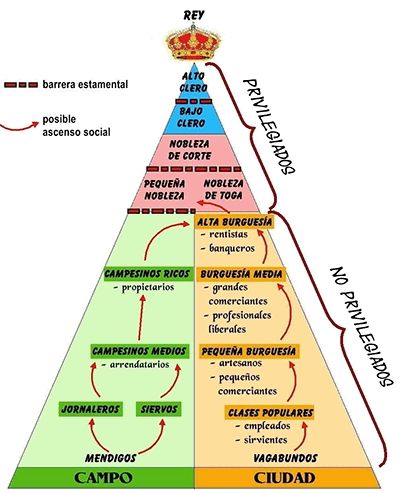 REY
barrera estamental
posible
ascenso social
ALTO
CLERO
BAJO
CLERO
NOBLEZA
DE CORTE
PEQUEÑA
NOBLEZA
NOBLEZA
DE TOGA
PRIVILEGIADOS
ALTA BURGUESÍA
- rentistas
- banqueros
CAMPESINOS RICOS
- propietarios
BURGUESÍA MEDIA
- grandes
comerciantes
- profesionales
liberales
CAMPESINOS MEDIOS
- arrendatarios
PEQUEÑA BURGUESÍA
- artesanos
- pequeños
comerciantes
JORNALEROS
SIERVOS
CLASES POPULARES
- empleados
- sirvientes
MENDIGOS
VAGABUNDOS
NO PRIVILEGIADOS
CAMPO
CIUDAD